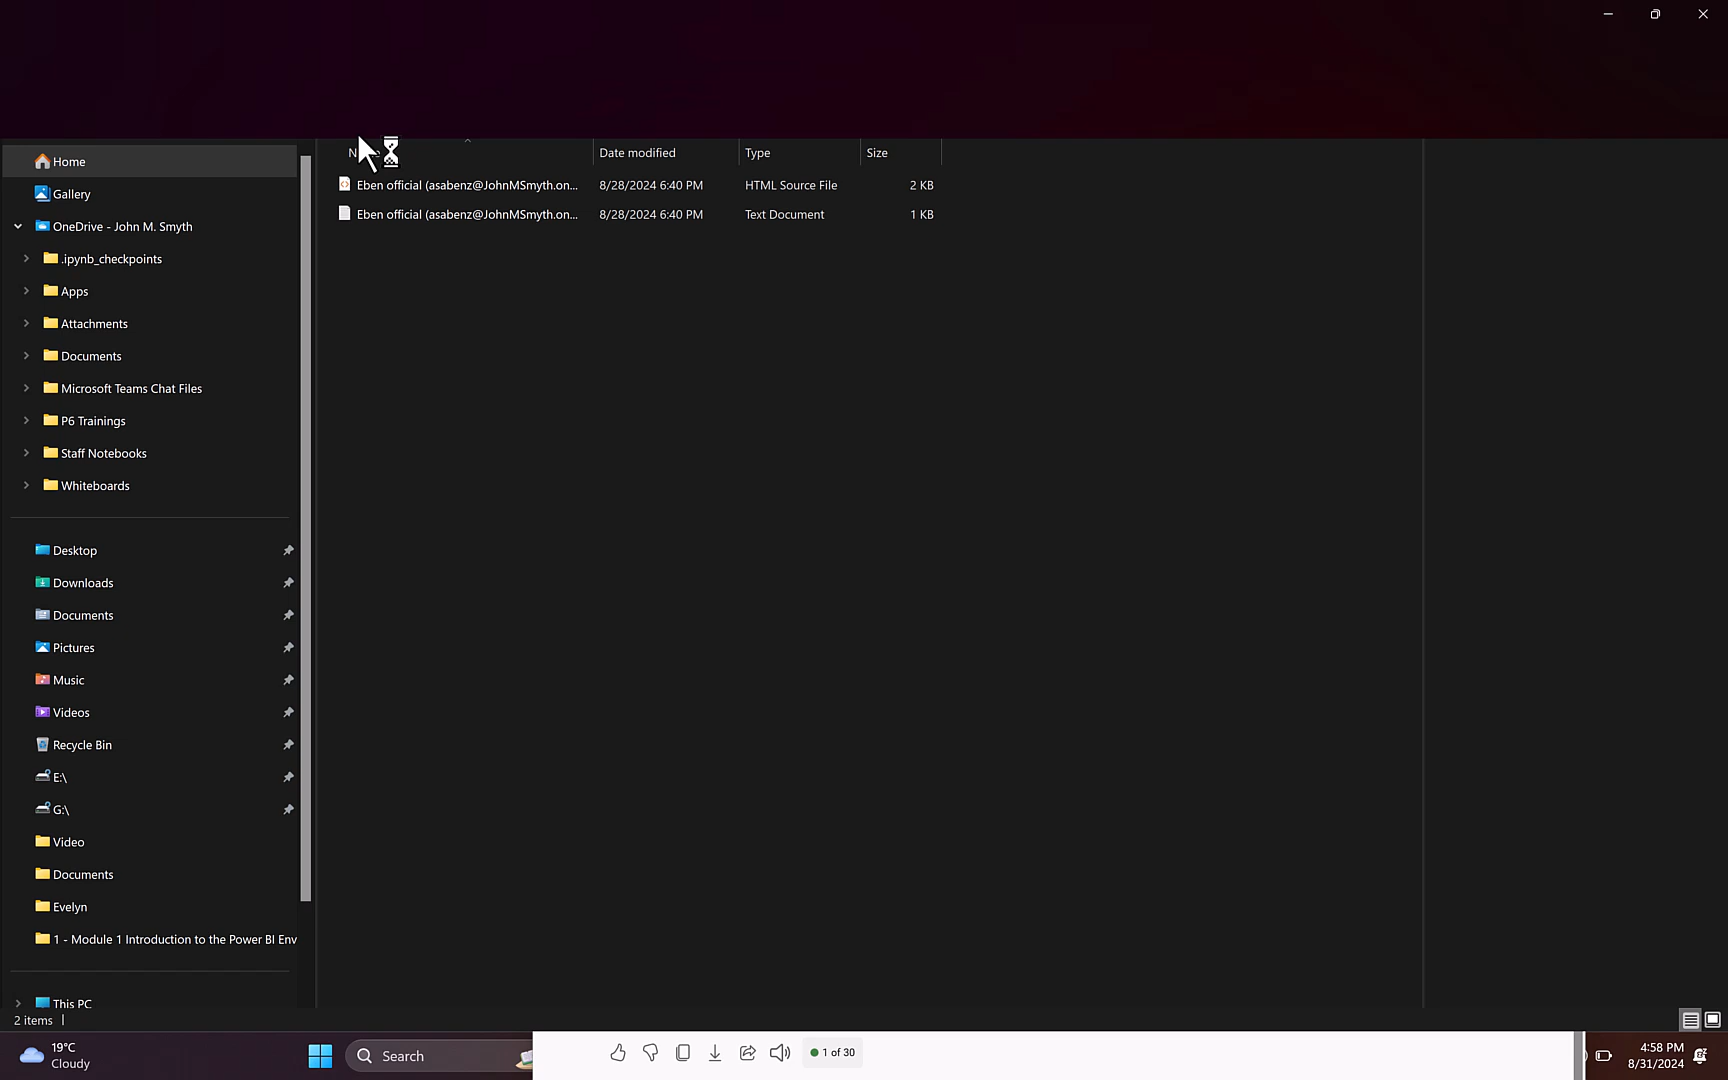 Date modified Type Size
Home
Eben official (asabenz@JohnMSmyth.on... 8/28/2024 6:40 PM HTML Source File 2 KB
Gallery
Eben official (asabenz@JohnMSmyth.on... 8/28/2024 6:40 PM Text Document 1 KB
OneDrive - John M. Smyth
.ipynb_checkpoints
Apps
Attachments
Documents
Microsoft Teams Chat Files
P6 Trainings
Staff Notebooks
Whiteboards
Desktop
Downloads
Documents
Pictures
Music
Videos
Recycle Bin
E:\
G:\
Video
Documents
Evelyn
1 - Module 1 Introduction to the Power BI Env
This PC
2 items
19°C
Cloudy
Search
1 of 30
4:58 PM
8/31/2024